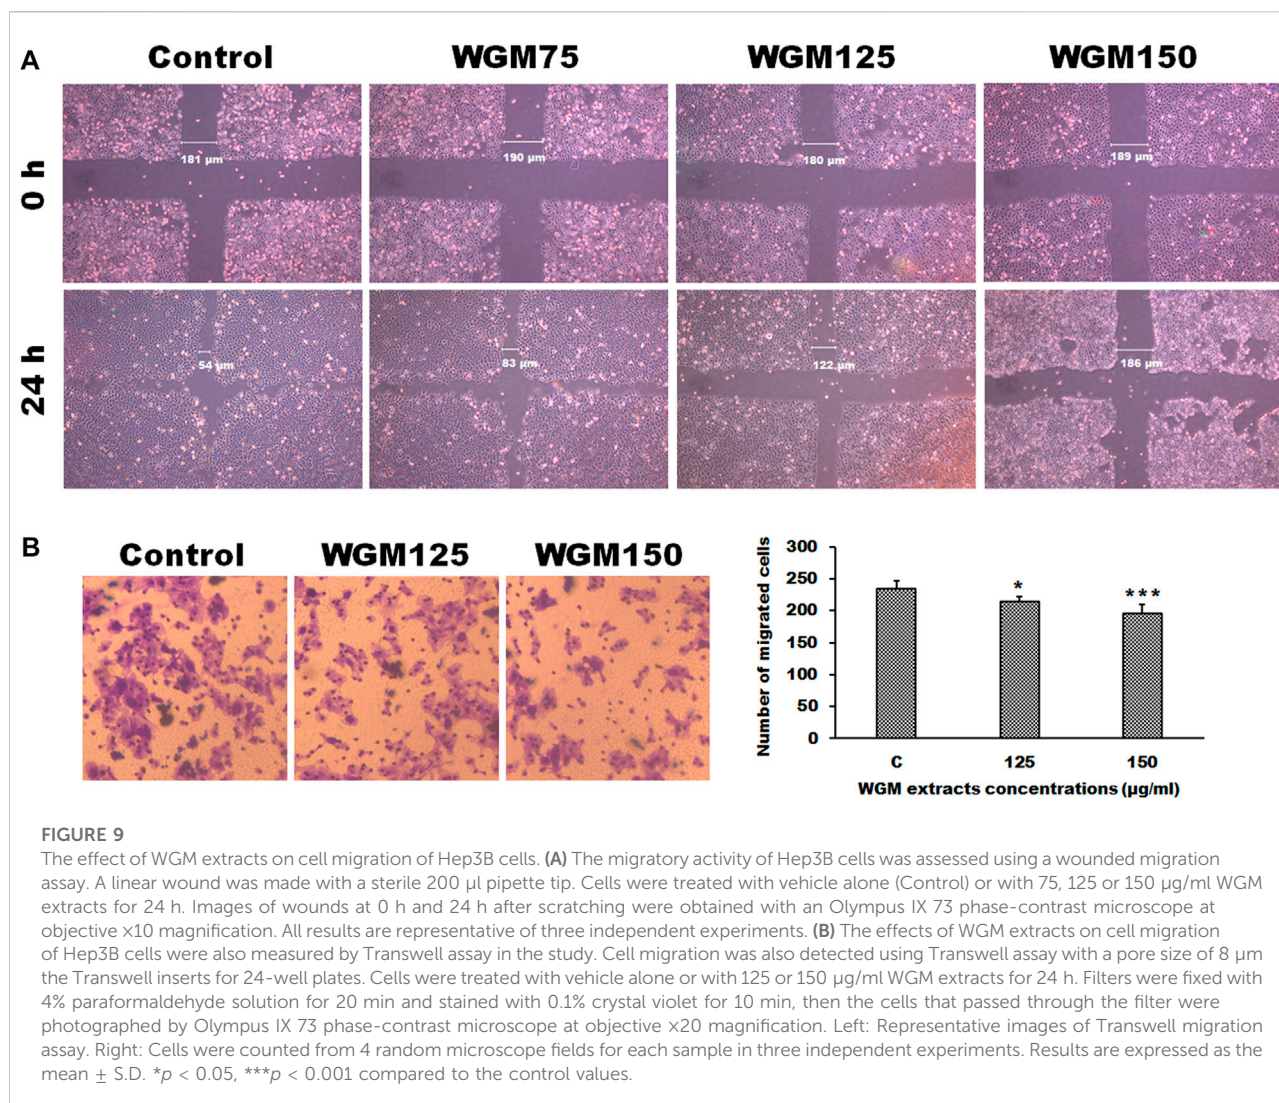 A
Control
WGM75
WGM125
WGM150
0 h
181 µm
190 µm
180 µm
189 µm
24 h
54 µm
83 µm
122 µm
186 µm
B
Control
WGM125
WGM150
Number of migrated cells
300
250
200
150
100
50
0
*
***
C
125
150
WGM extracts concentrations (µg/ml)
FIGURE 9
The effect of WGM extracts on cell migration of Hep3B cells. (A) The migratory activity of Hep3B cells was assessed using a wounded migration
assay. A linear wound was made with a sterile 200 µl pipette tip. Cells were treated with vehicle alone (Control) or with 75, 125 or 150 µg/ml WGM
extracts for 24 h. Images of wounds at 0 h and 24 h after scratching were obtained with an Olympus IX 73 phase-contrast microscope at
objective ×10 magnification. All results are representative of three independent experiments. (B) The effects of WGM extracts on cell migration
of Hep3B cells were also measured by Transwell assay in the study. Cell migration was also detected using Transwell assay with a pore size of 8 µm
the Transwell inserts for 24-well plates. Cells were treated with vehicle alone or with 125 or 150 µg/ml WGM extracts for 24 h. Filters were fixed with
4% paraformaldehyde solution for 20 min and stained with 0.1% crystal violet for 10 min, then the cells that passed through the filter were
photographed by Olympus IX 73 phase-contrast microscope at objective ×20 magnification. Left: Representative images of Transwell migration
assay. Right: Cells were counted from 4 random microscope fields for each sample in three independent experiments. Results are expressed as the
mean ± S.D. *p < 0.05, ***p < 0.001 compared to the control values.